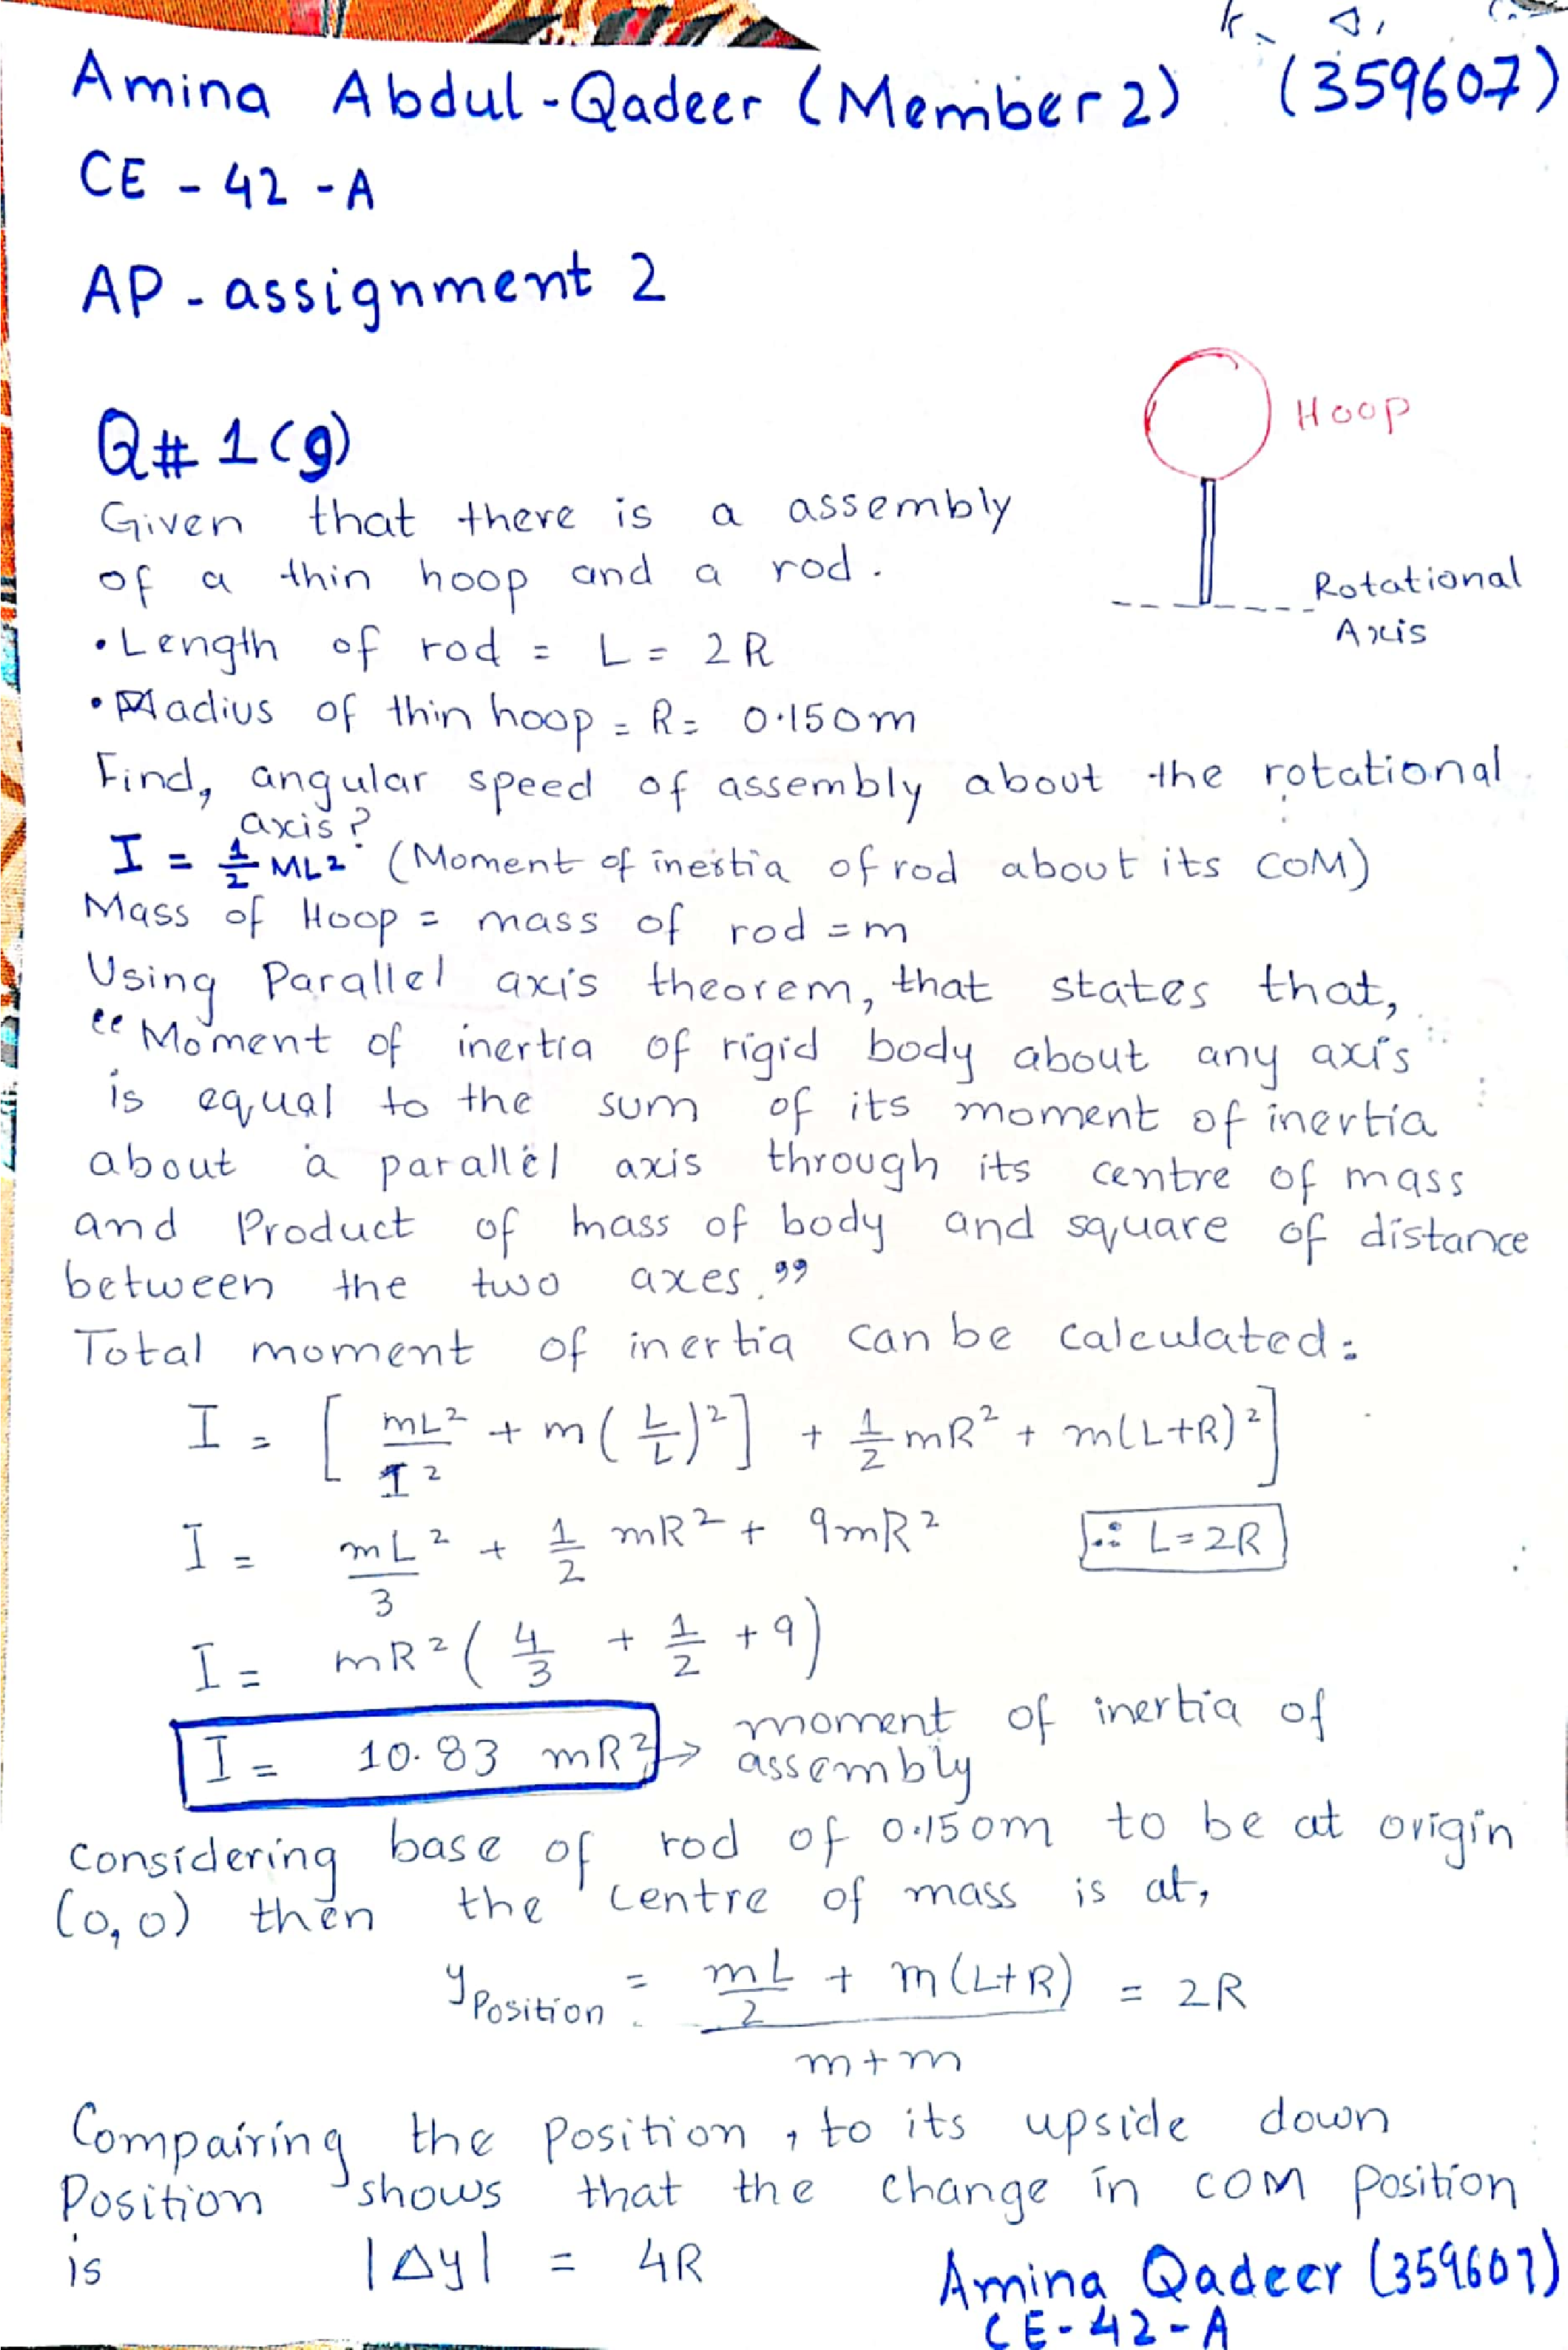 Amina Abdul-Qadeer (Member 2) (359607)
CE - 42 - A
AP - assignment 2
Hoop
Q# 1(g)
Given that there is a assembly
of a thin hoop and a rod.
Rotational
Axis
• Length of rod = L = 2R
• Radius of thin hoop = R = 0.150m
Find, angular speed of assembly about the rotational
axis?
I = 1/2 ML2 (Moment of inertia of rod about its COM)
Mass of Hoop = mass of rod = m
Using Parallel axis theorem, that states that,
“Moment of inertia of rigid body about any axis
is equal to the sum of its moment of inertia
about a parallel axis through its centre of mass
and Product of mass of body and square of distance
between the two axes.”
Total moment of inertia can be calculated:
I = [ mL²/12 + m(L/L)²] + 1/2 mR² + m(L+R)²]
I = mL²/3 + 1/2 mR² + 9mR² ∴ L=2R
I = mR² ( 4/3 + 1/2 + 9)
I = 10.83 mR² → moment of inertia of
assembly
Considering base of rod of 0.150m to be at origin
(0,0) then the centre of mass is at,
y Position = mL/2 + m(L+R) = 2R
m+m
Compairing the Position, to its upside down
Position shows that the change in COM position
is |Δy| = 4R
Amina Qadeer (359607)
CE-42-A